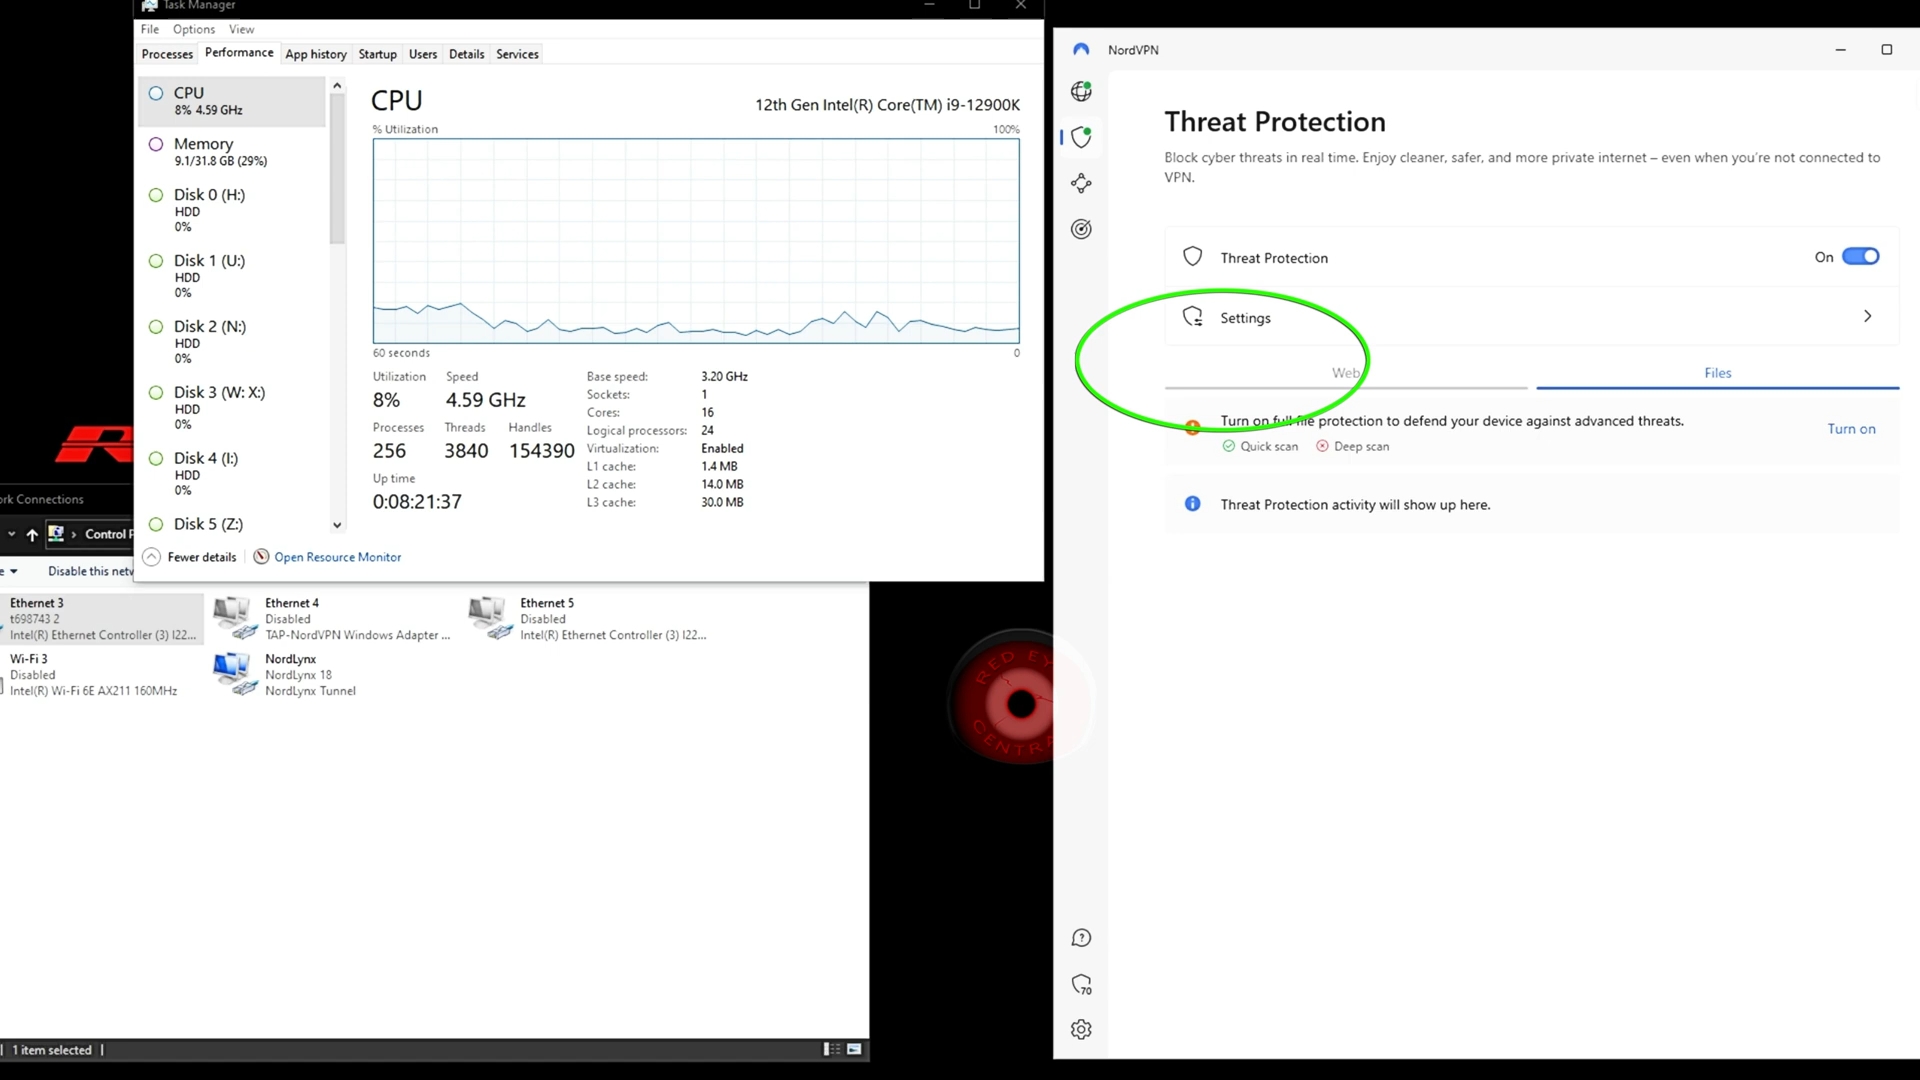 Task Manager
File Options View
Processes Performance App history Startup Users Details Services
CPU
8% 4.59 GHz
Memory
9.1/31.8 GB (29%)
Disk 0 (H:)
HDD
0%
Disk 1 (U:)
HDD
0%
Disk 2 (N:)
HDD
0%
Disk 3 (W: X:)
HDD
0%
Disk 4 (I:)
HDD
0%
Disk 5 (Z:)
CPU
12th Gen Intel(R) Core(TM) i9-12900K
% Utilization 100%
60 seconds 0
Utilization Speed
8% 4.59 GHz
Processes Threads Handles
256 3840 154390
Up time
0:08:21:37
Base speed: 3.20 GHz
Sockets: 1
Cores: 16
Logical processors: 24
Virtualization: Enabled
L1 cache: 1.4 MB
L2 cache: 14.0 MB
L3 cache: 30.0 MB
Fewer details Open Resource Monitor
Connections
Control
Disable this
Ethernet 3
t698743 2
Intel(R) Ethernet Controller (3) I22...
Ethernet 4
Disabled
TAP-NordVPN Windows Adapter ...
Ethernet 5
Disabled
Intel(R) Ethernet Controller (3) I22...
Wi-Fi 3
Disabled
Intel(R) Wi-Fi 6E AX211 160MHz
NordLynx
NordLynx 18
NordLynx Tunnel
1 item selected
RED EY
CENTRA
NordVPN
Threat Protection
Block cyber threats in real time. Enjoy cleaner, safer, and more private internet – even when you're not connected to
VPN.
Threat Protection On
Settings
Web Files
Turn on full file protection to defend your device against advanced threats.
Quick scan Deep scan
Turn on
Threat Protection activity will show up here.
70